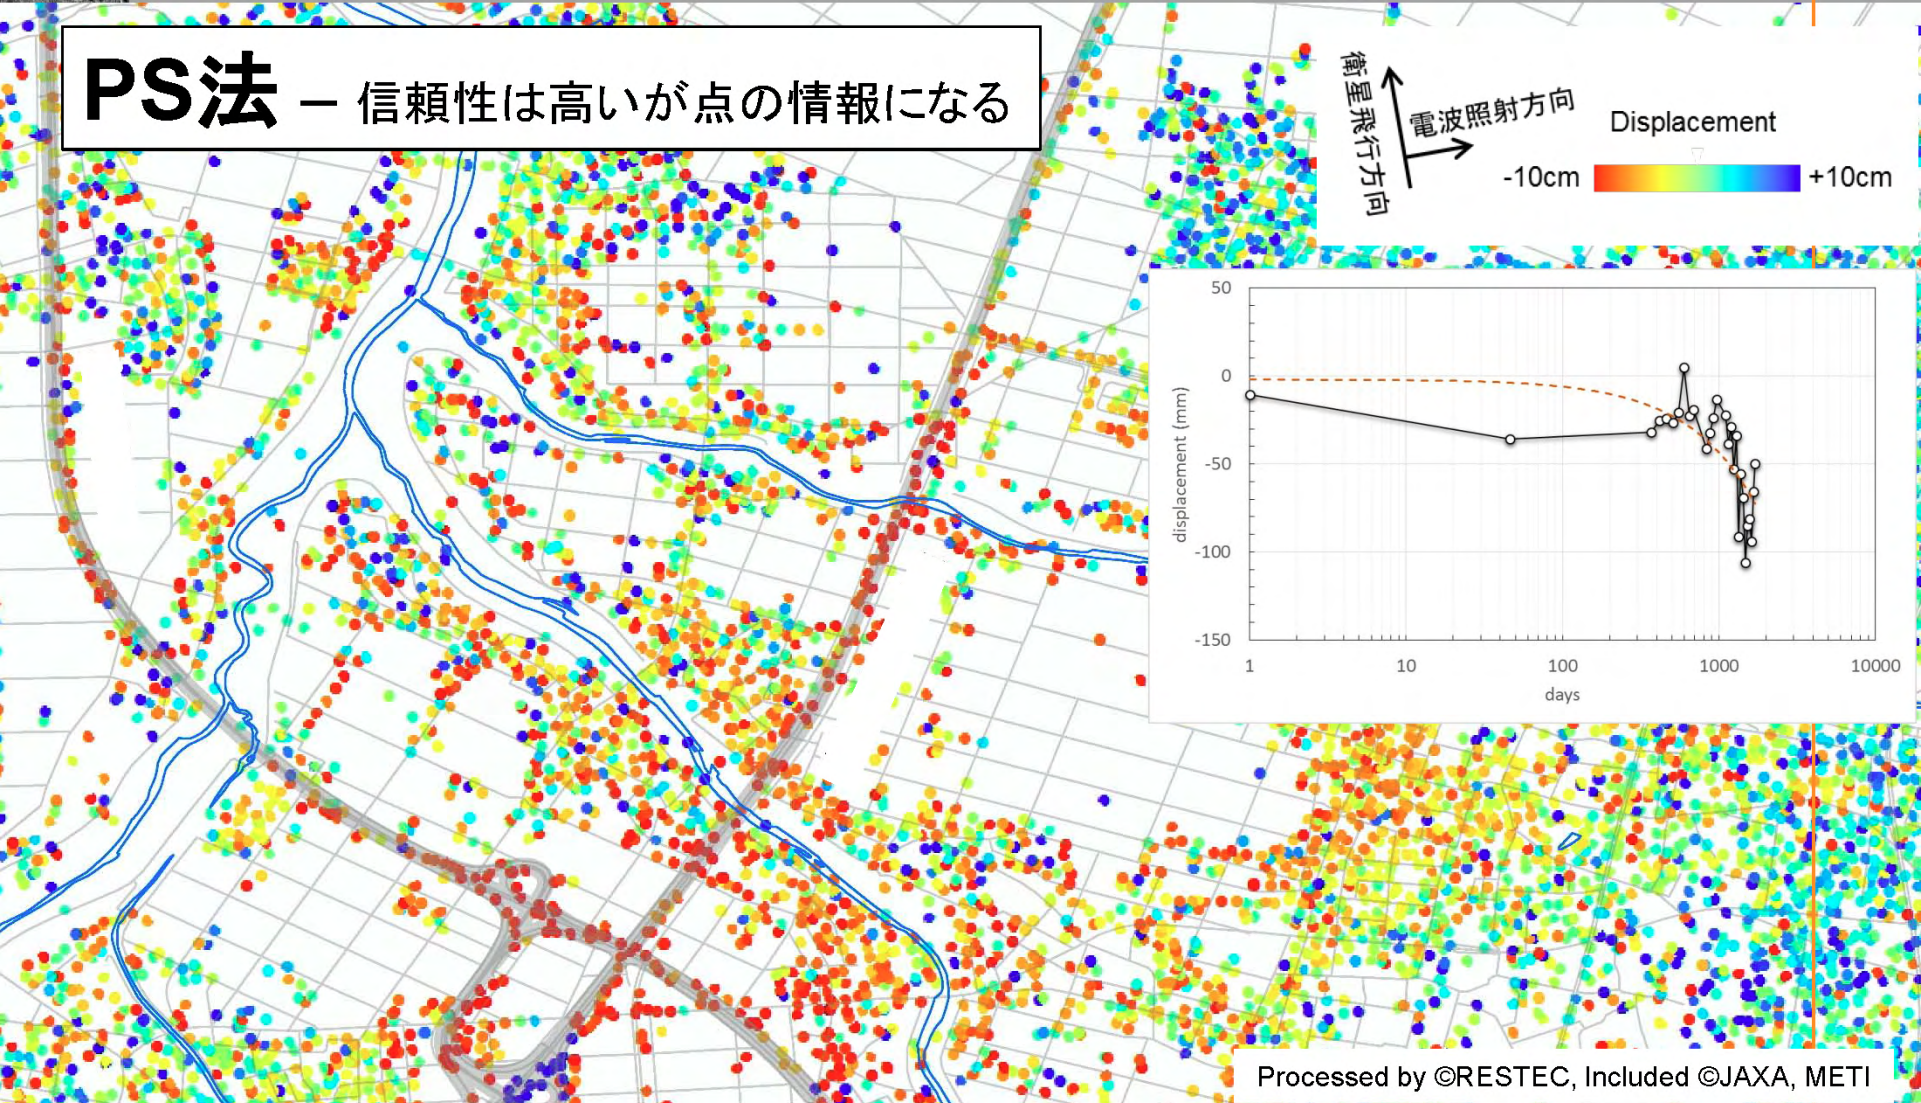 PS法 － 信頼性は高いが点の情報になる
衛星飛行方向
電波照射方向
Displacement
-10cm +10cm
50
0
-50
-100
-150
displacement (mm)
1 10 100 1000 10000
days
Processed by ©RESTEC, Included ©JAXA, METI